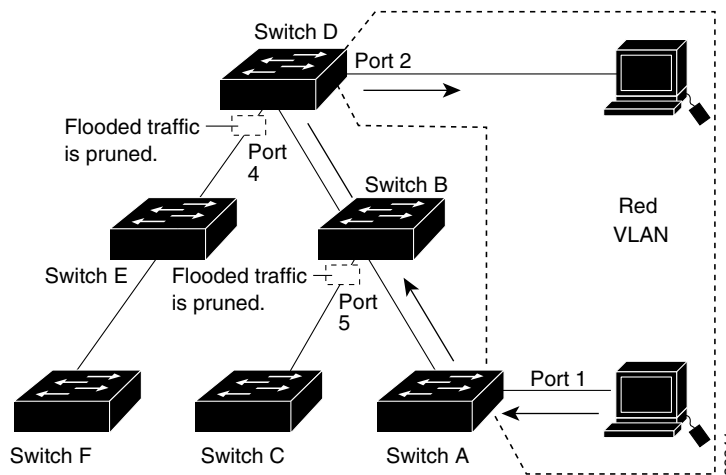 Switch D
Port 2
Flooded traffic
is pruned.
Port
4
Switch B
Red
VLAN
Switch E
Flooded traffic
is pruned.
Port
5
Port 1
Switch F
Switch C
Switch A